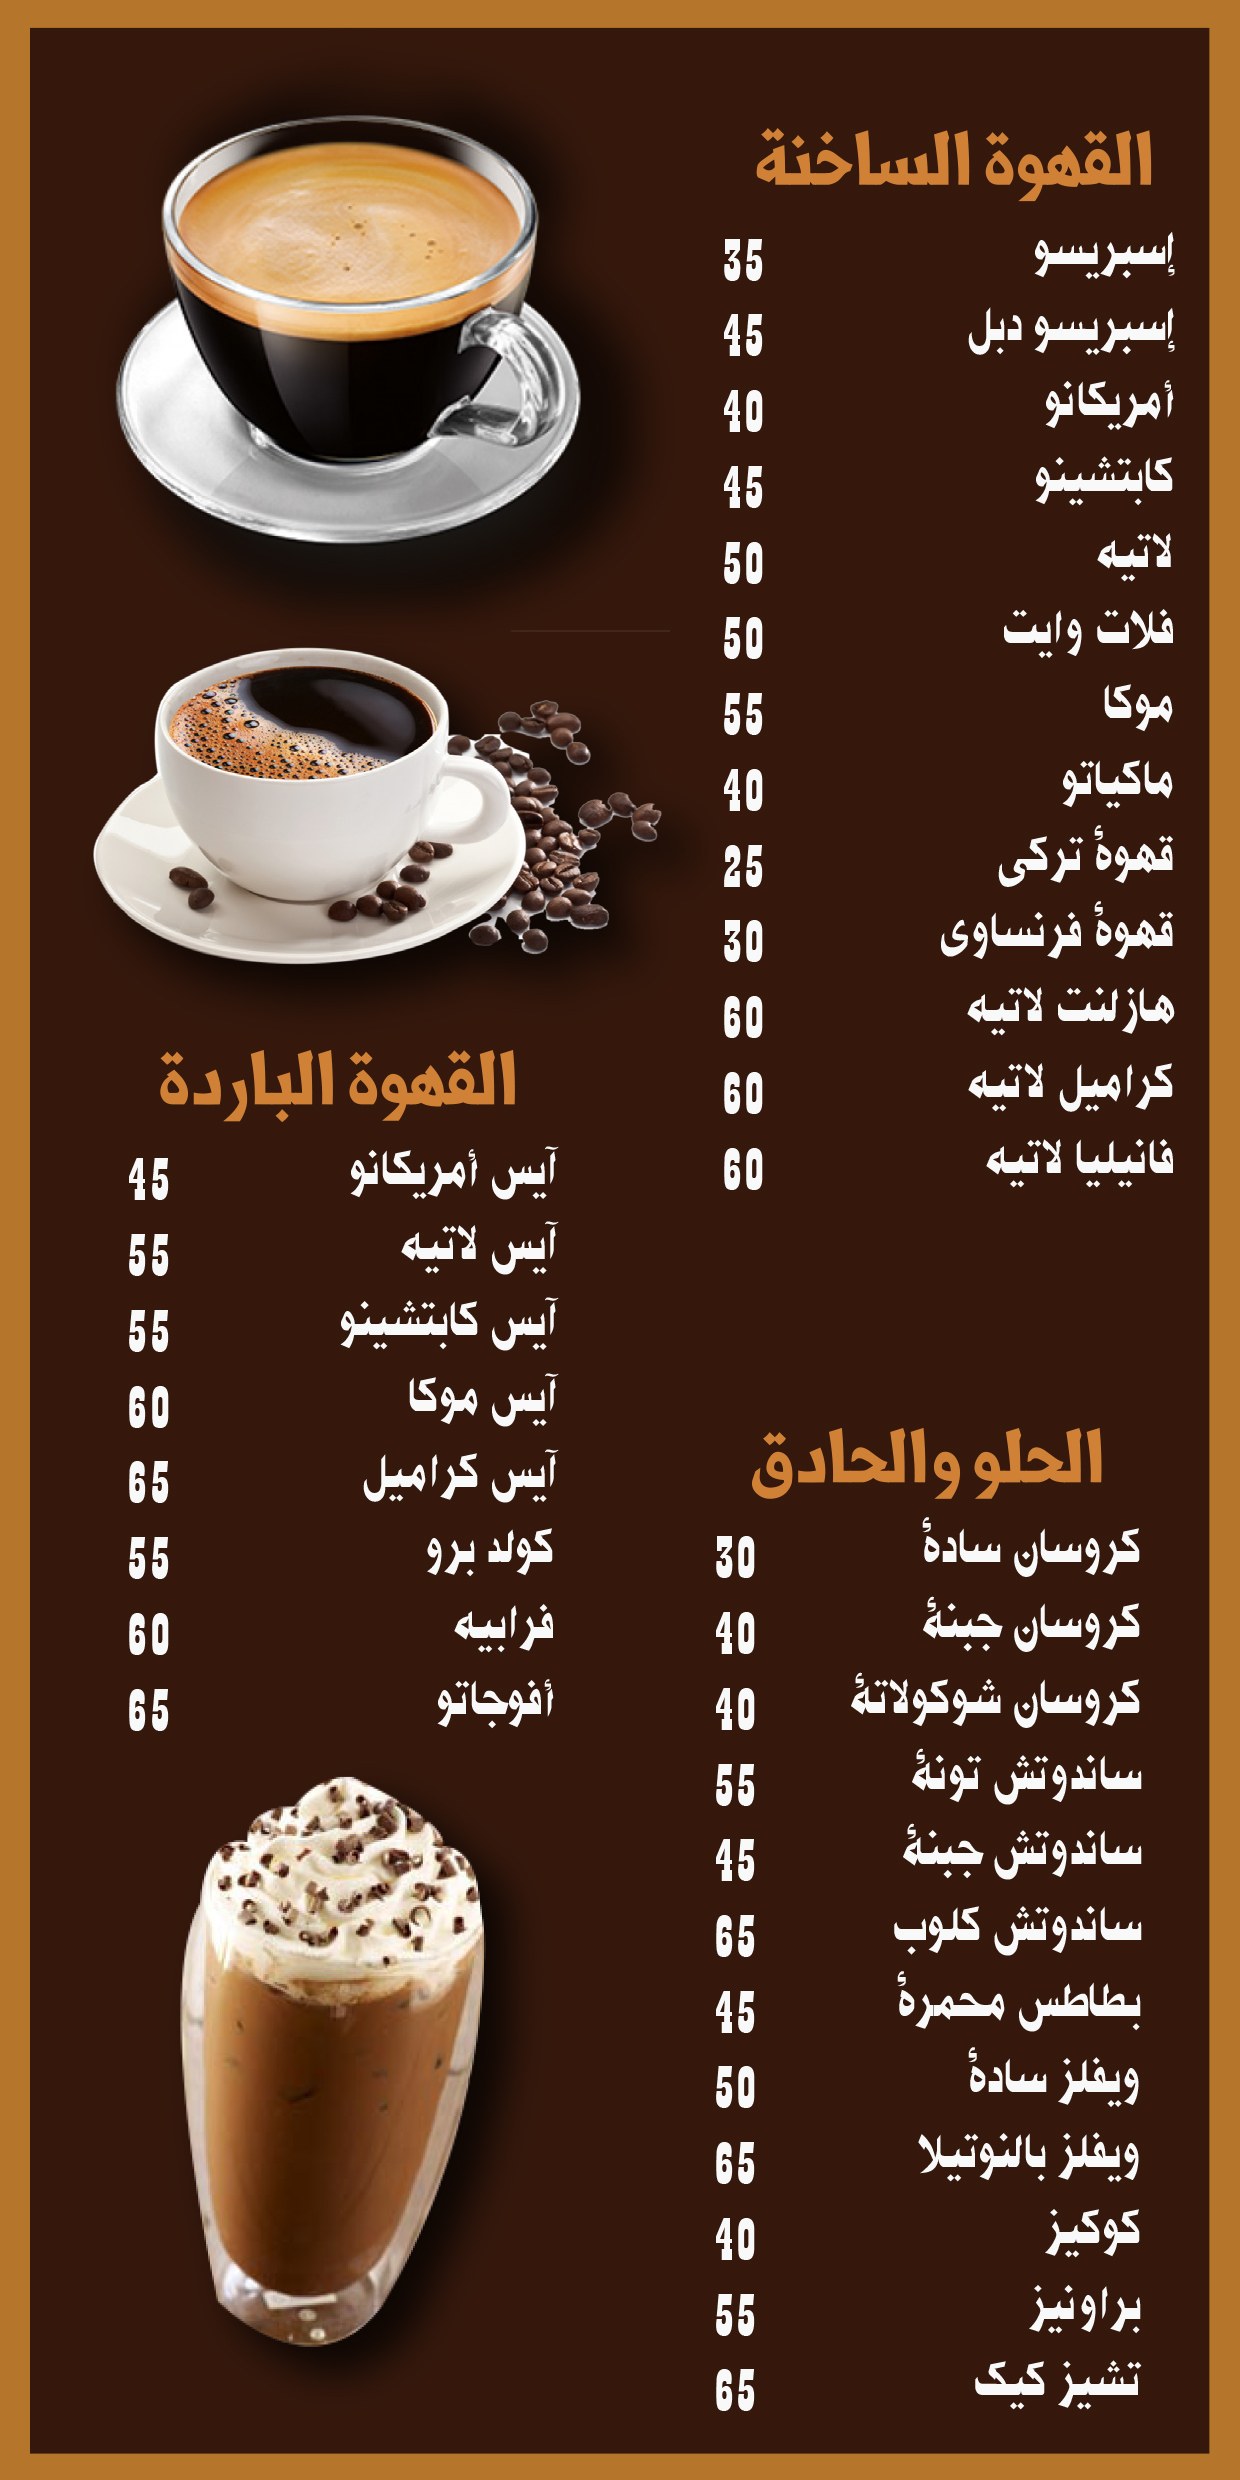 القهوة الساخنة
إسبريسو 35
إسبريسو دبل 45
أمريكانو 40
كابتشينو 45
لاتيه 50
فلات وايت 50
موكا 55
ماكياتو 40
قهوة تركى 25
قهوة فرنساوى 30
هازلنت لاتيه 60
كراميل لاتيه 60
فانيليا لاتيه 60
القهوة الباردة
آيس أمريكانو 45
آيس لاتيه 55
آيس كابتشينو 55
آيس موكا 60
آيس كراميل 65
كولد برو 55
فرابيه 60
أفوجاتو 65
الحلو والحادق
كروسان سادة 30
كروسان جبنة 40
كروسان شوكولاتة 40
ساندوتش تونة 55
ساندوتش جبنة 45
ساندوتش كلوب 65
بطاطس محمرة 45
ويفلز سادة 50
ويفلز بالنوتيلا 65
كوكيز 40
براونيز 55
تشيز كيك 65